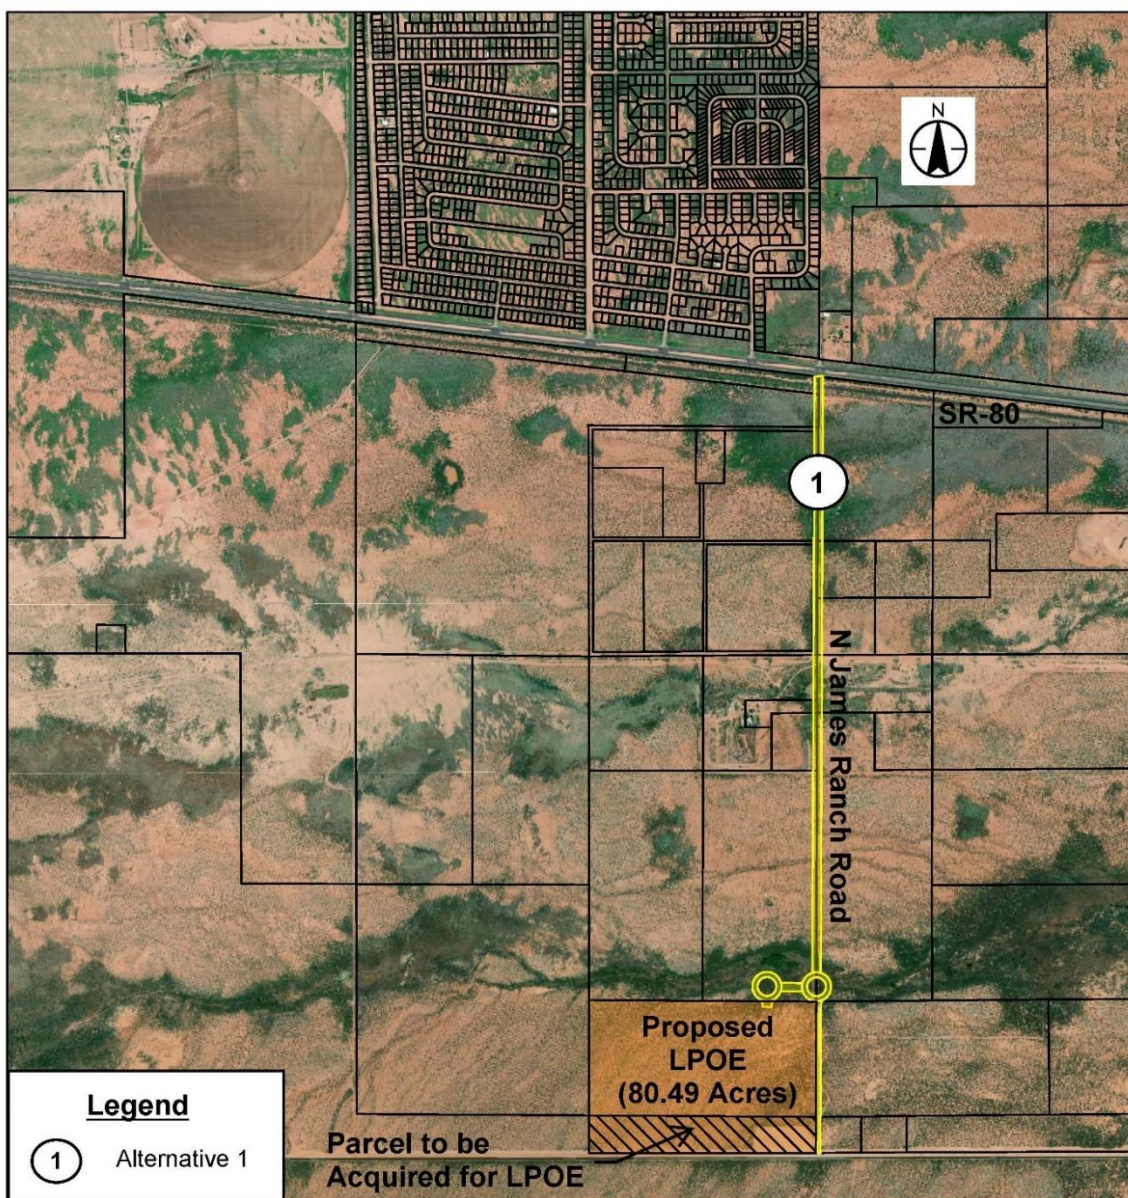 N
SR-80
1
N James Ranch Road
Proposed
LPOE
(80.49 Acres)
Parcel to be
Acquired for LPOE
Legend
1 Alternative 1